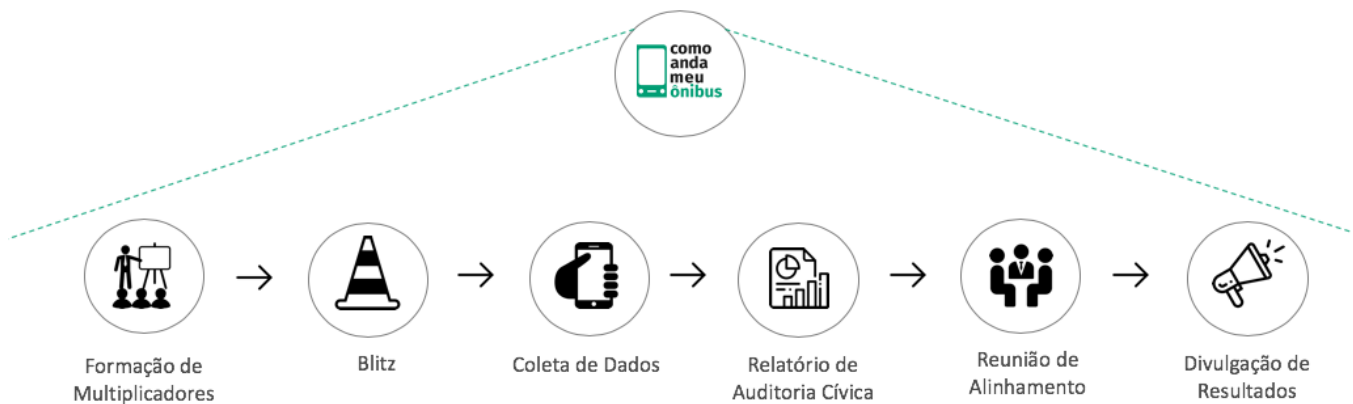 como
anda
meu
ônibus
Formação de
Multiplicadores
Blitz
Coleta de Dados
Relatório de
Auditoria Cívica
Reunião de
Alinhamento
Divulgação de
Resultados